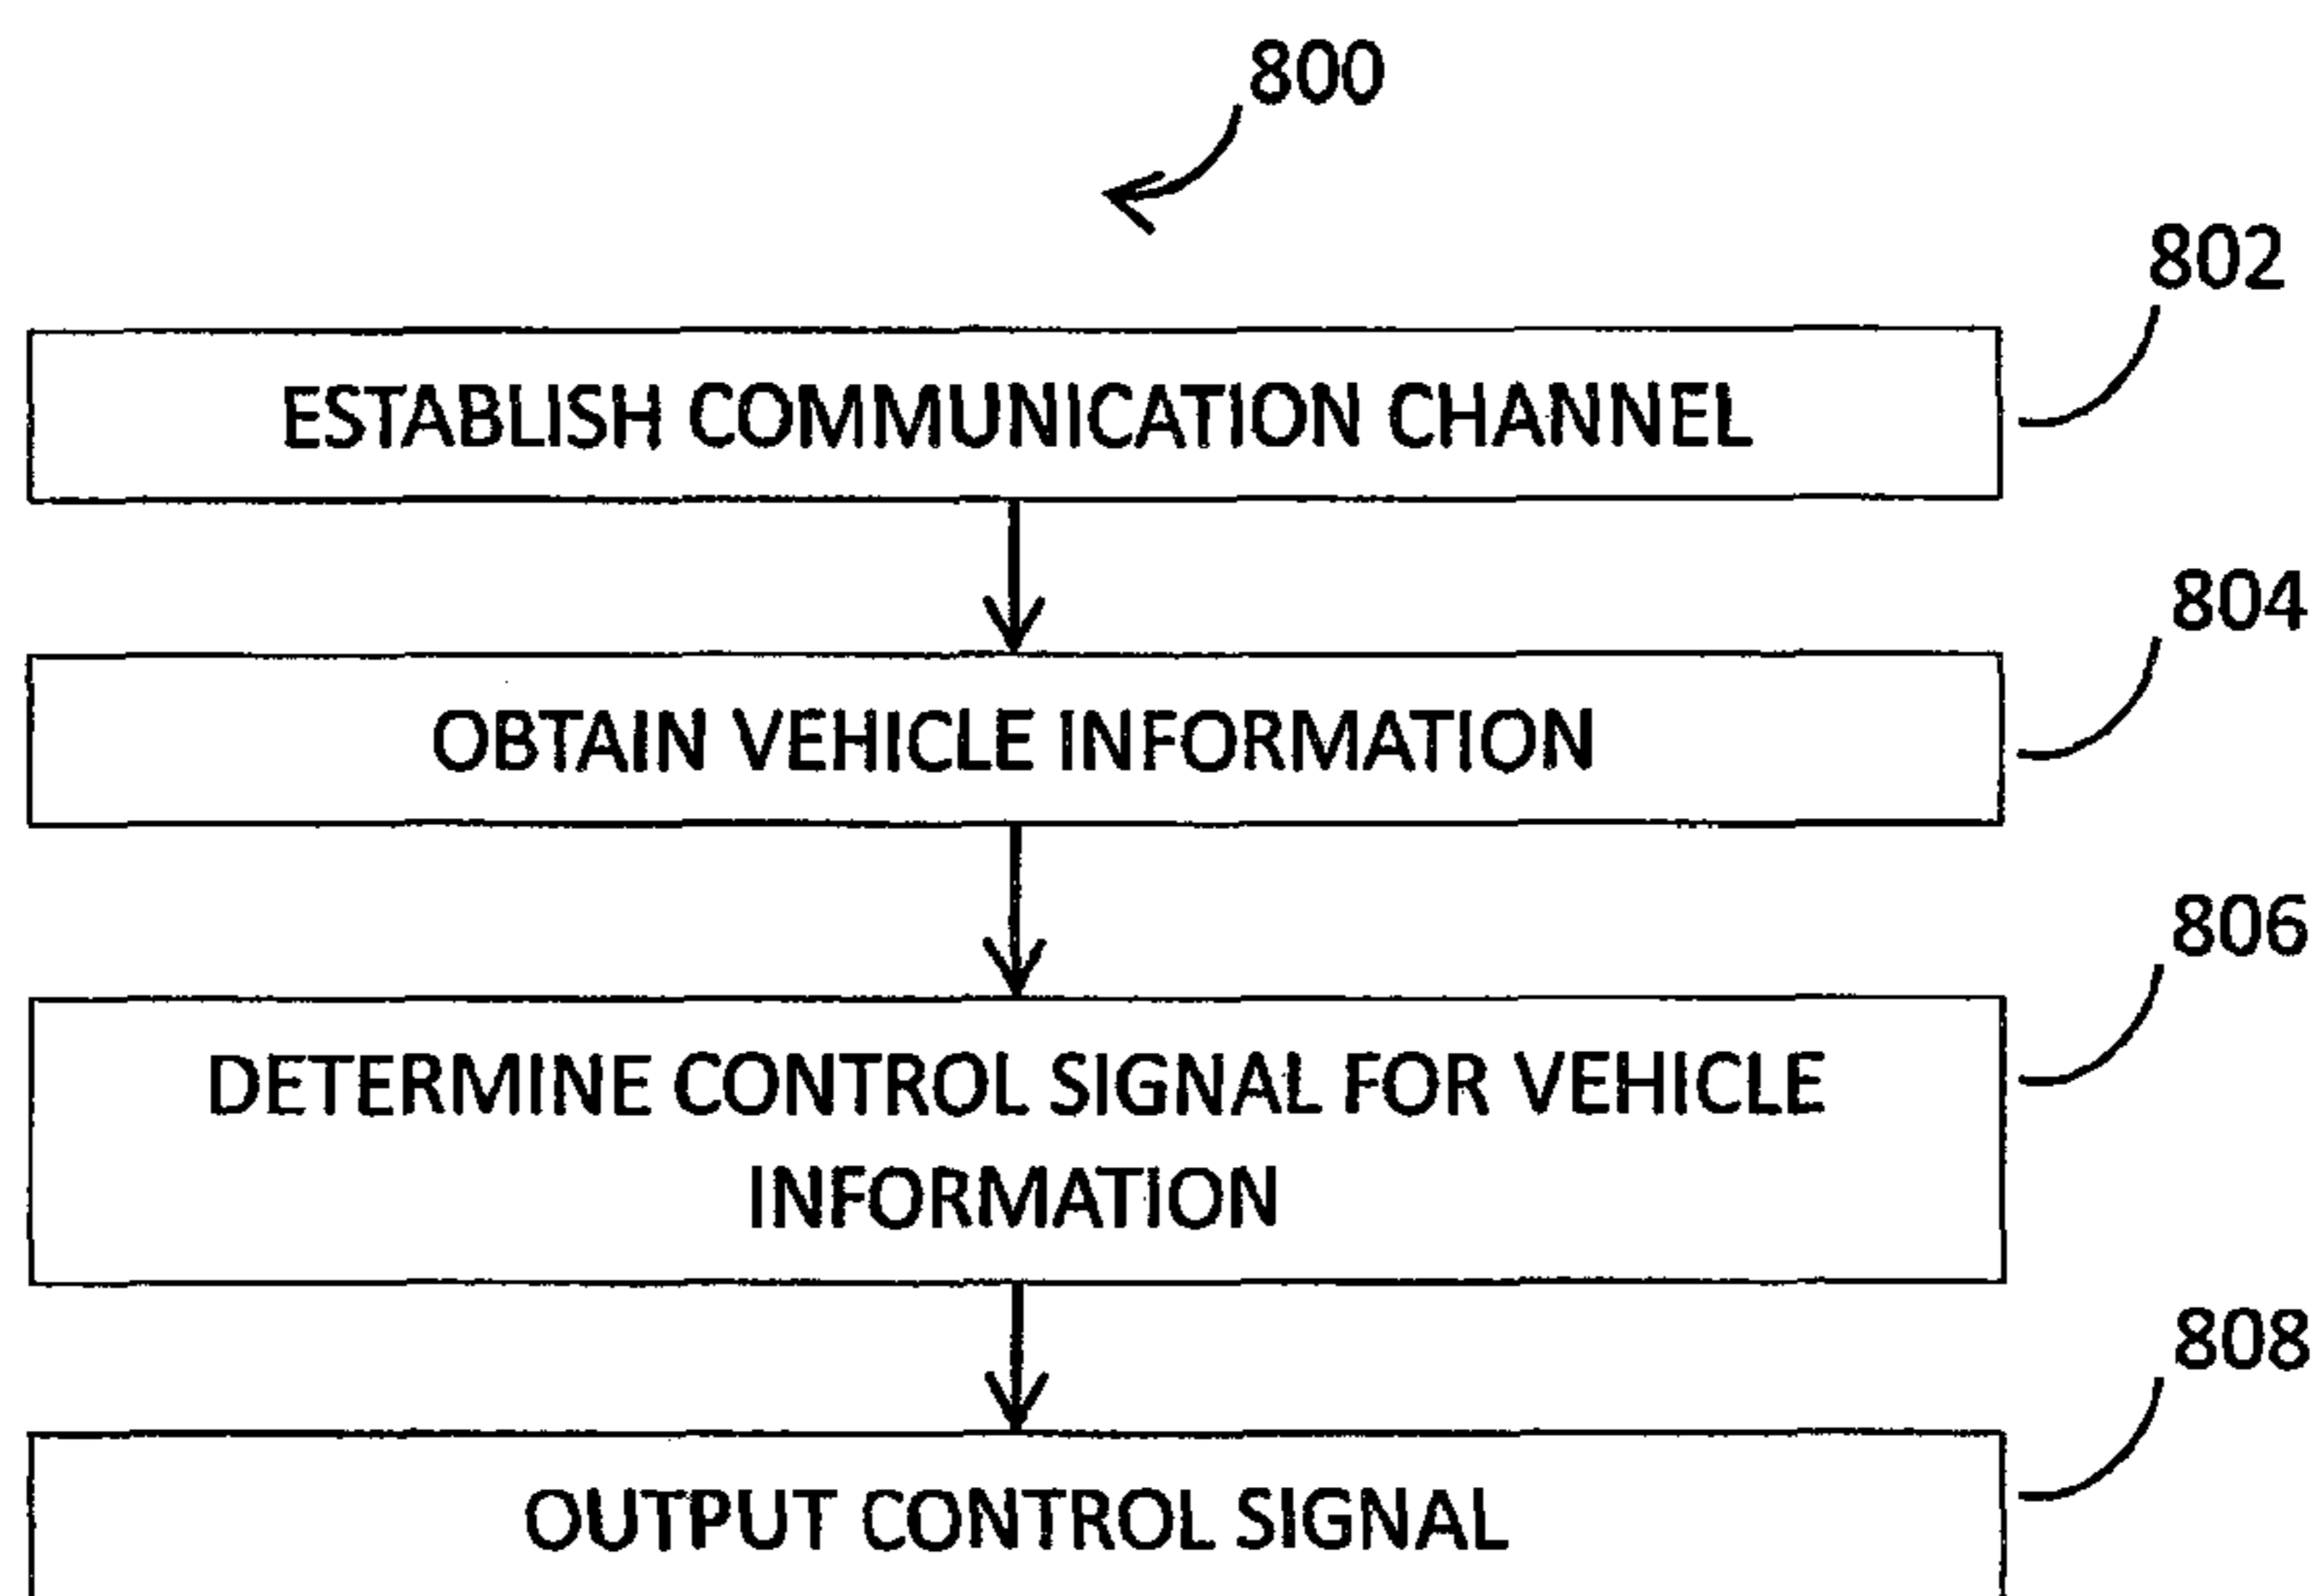 800
802
ESTABLISH COMMUNICATION CHANNEL
804
OBTAIN VEHICLE INFORMATION
806
DETERMINE CONTROL SIGNAL FOR VEHICLE
INFORMATION
808
OUTPUT CONTROL SIGNAL